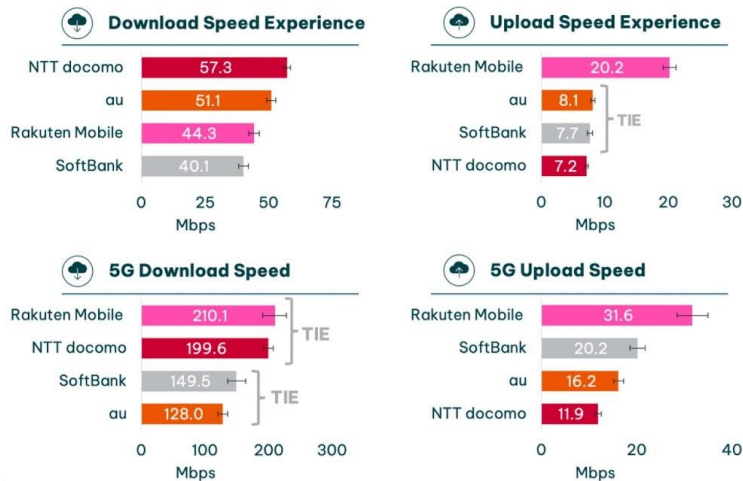 Download Speed Experience
NTT docomo 57.3
au 51.1
Rakuten Mobile 44.3
SoftBank 40.1
0 25 50 75
Mbps
Upload Speed Experience
Rakuten Mobile 20.2
au 8.1
TIE
SoftBank 7.7
NTT docomo 7.2
0 10 20 30
Mbps
5G Download Speed
Rakuten Mobile 210.1
TIE
NTT docomo 199.6
SoftBank 149.5
TIE
au 128.0
0 100 200 300
Mbps
5G Upload Speed
Rakuten Mobile 31.6
SoftBank 20.2
au 16.2
NTT docomo 11.9
0 20 40
Mbps